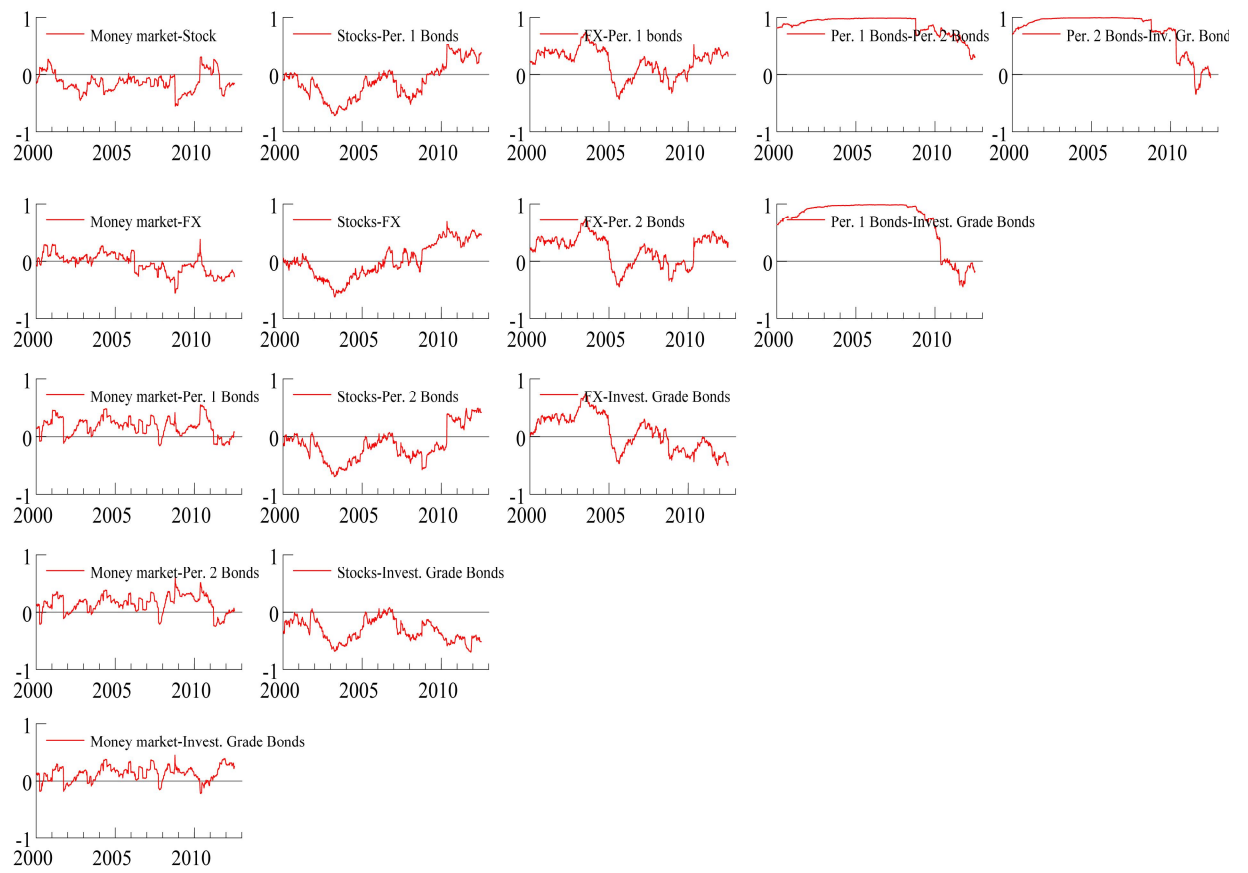 1
Money market-Stock
0
-1
2000 2005 2010
1
Stocks-Per. 1 Bonds
0
-1
2000 2005 2010
1
FX-Per. 1 bonds
0
-1
2000 2005 2010
1
Per. 1 Bonds-Per. 2 Bonds
0
-1
2000 2005 2010
1
Per. 2 Bonds-Inv. Gr. Bond
0
-1
2000 2005 2010
1
Money market-FX
0
-1
2000 2005 2010
1
Stocks-FX
0
-1
2000 2005 2010
1
FX-Per. 2 Bonds
0
-1
2000 2005 2010
1
Per. 1 Bonds-Invest. Grade Bonds
0
-1
2000 2005 2010
1
Money market-Per. 1 Bonds
0
-1
2000 2005 2010
1
Stocks-Per. 2 Bonds
0
-1
2000 2005 2010
1
FX-Invest. Grade Bonds
0
-1
2000 2005 2010
1
Money market-Per. 2 Bonds
0
-1
2000 2005 2010
1
Stocks-Invest. Grade Bonds
0
-1
2000 2005 2010
1
Money market-Invest. Grade Bonds
0
-1
2000 2005 2010